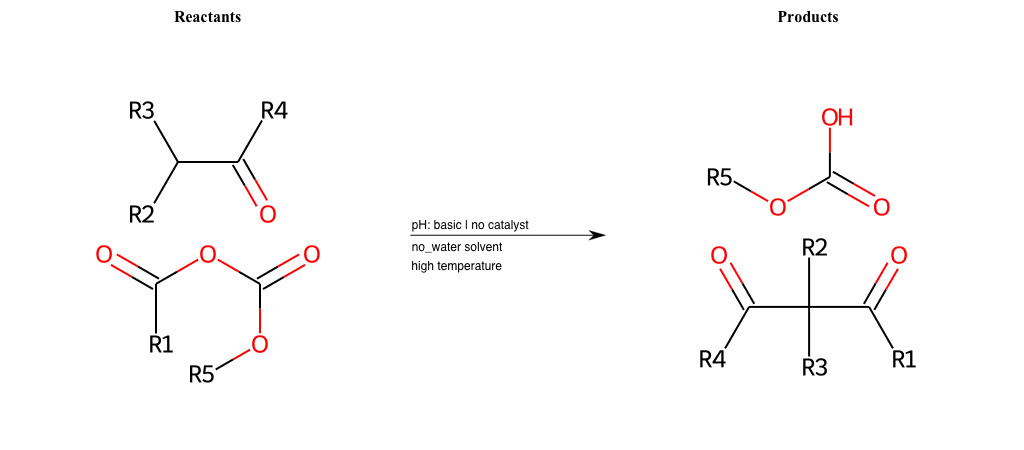 Reactants
Products
R3
R4
R2
O
O
O
O
R1
O
R5
pH: basic | no catalyst
no_water solvent
high temperature
OH
R5
O
O
O
R2
O
R4
R3
R1